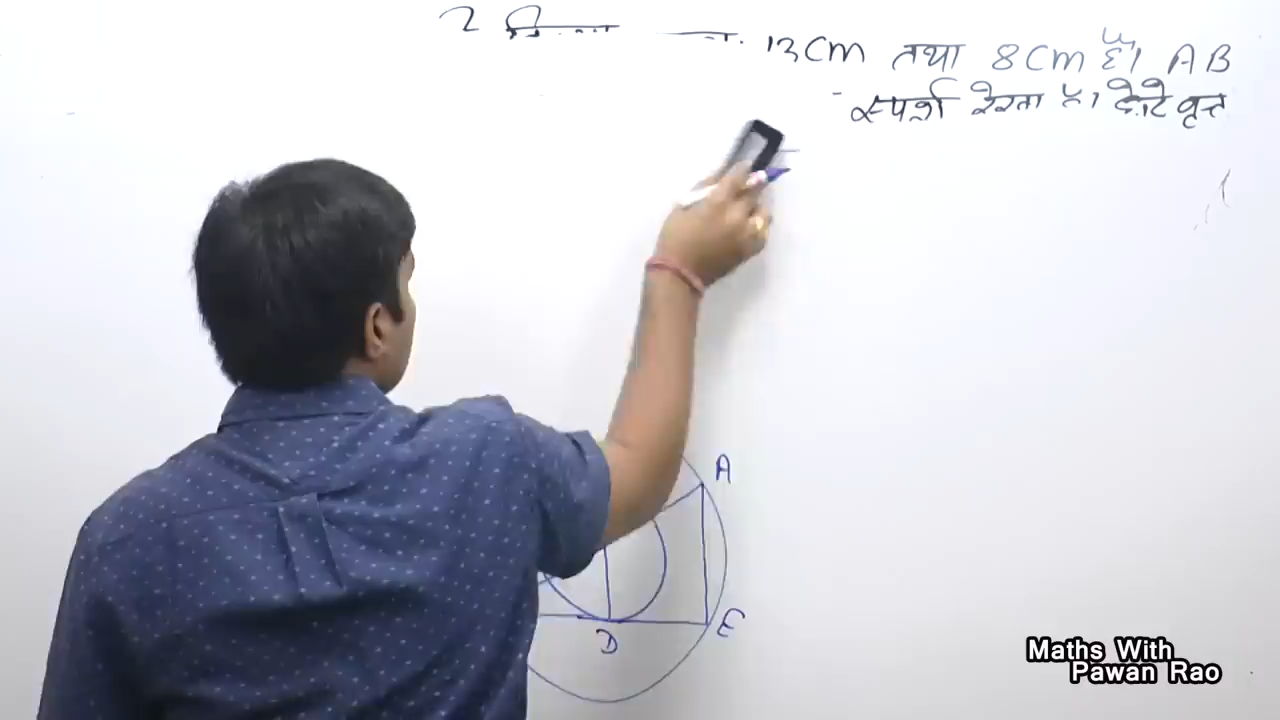 2
13cm तथा 8cm है। AB
स्पर्श रेखा है। छोटे वृत्त
A
D
E
Maths With
Pawan Rao